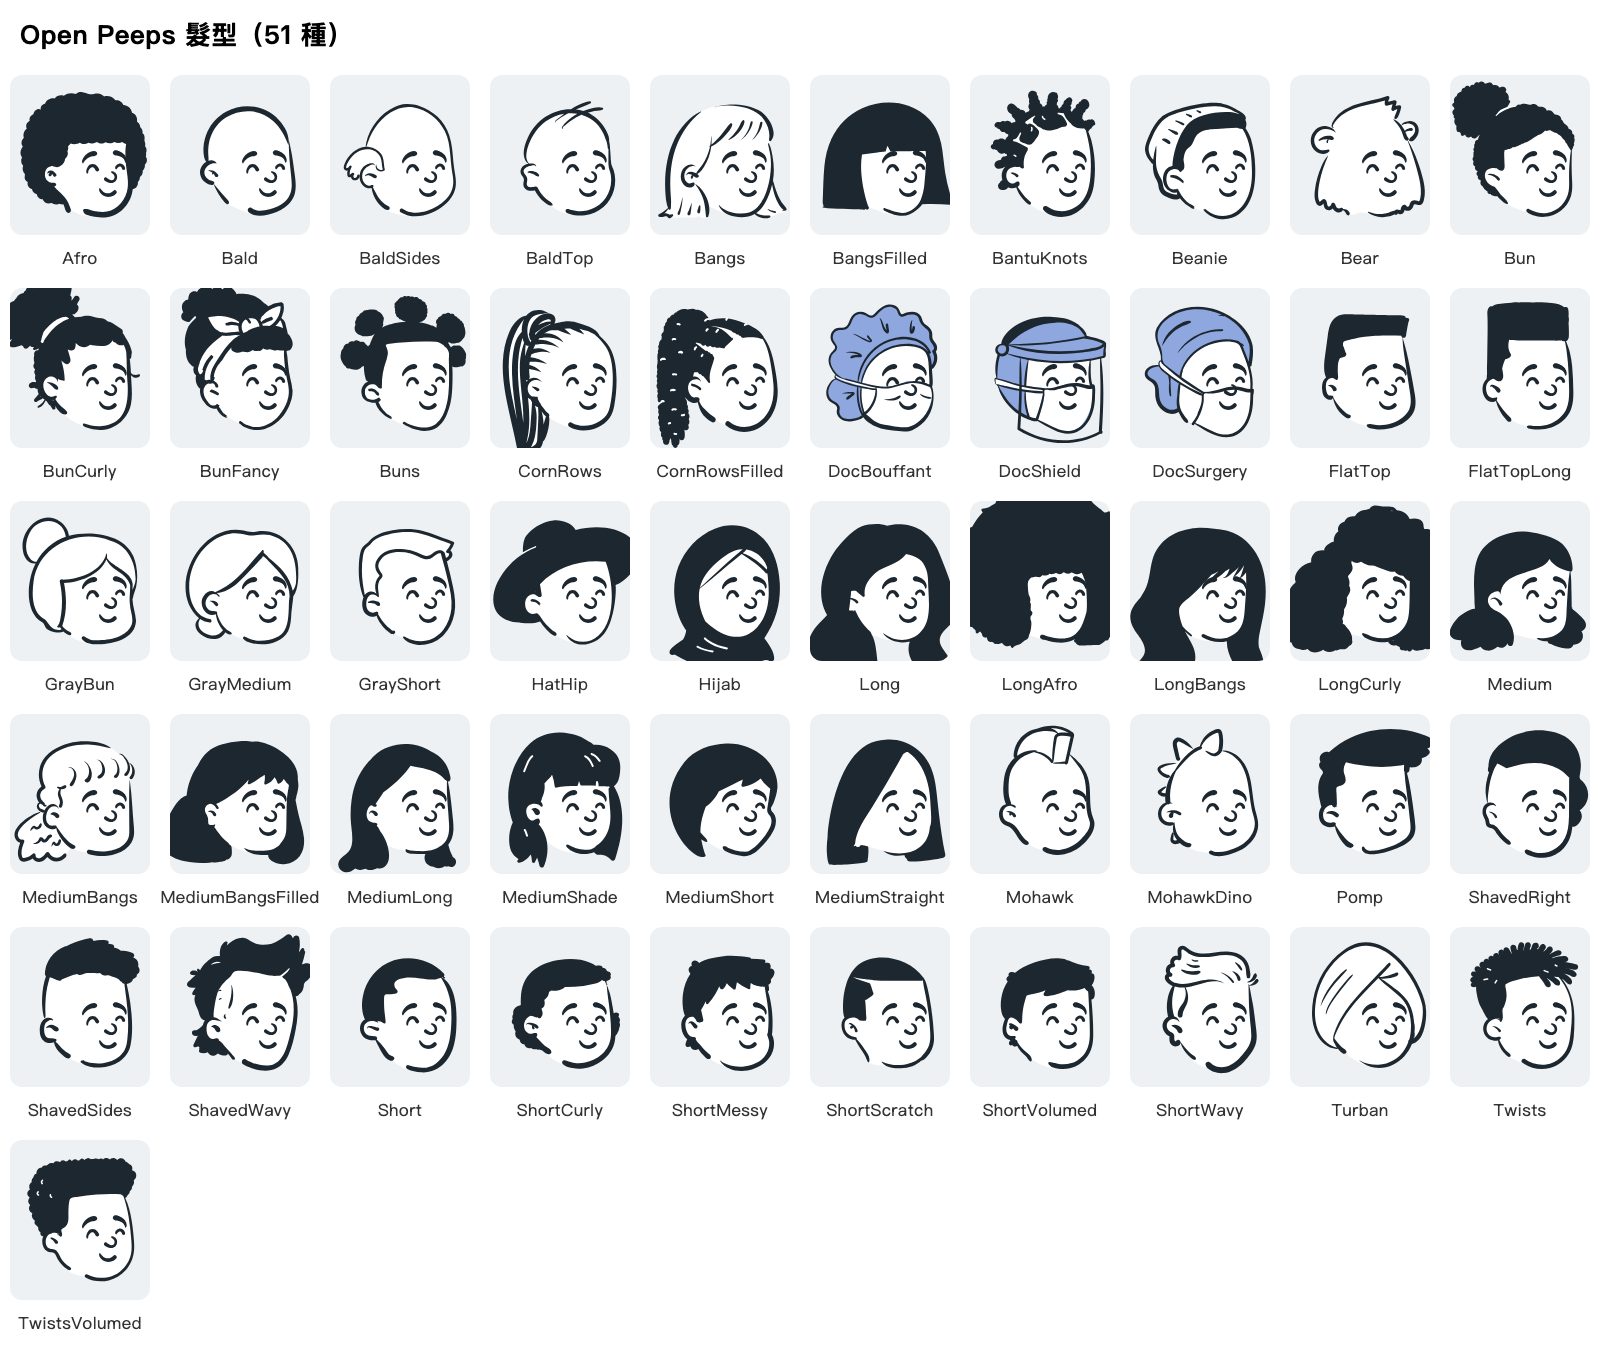 Open Peeps 髮型（51 種）
Afro
Bald
BaldSides
BaldTop
Bangs
BangsFilled
BantuKnots
Beanie
Bear
Bun
BunCurly
BunFancy
Buns
CornRows
CornRowsFilled
DocBouffant
DocShield
DocSurgery
FlatTop
FlatTopLong
GrayBun
GrayMedium
GrayShort
HatHip
Hijab
Long
LongAfro
LongBangs
LongCurly
Medium
MediumBangs
MediumBangsFilled
MediumLong
MediumShade
MediumShort
MediumStraight
Mohawk
MohawkDino
Pomp
ShavedRight
ShavedSides
ShavedWavy
Short
ShortCurly
ShortMessy
ShortScratch
ShortVolumed
ShortWavy
Turban
Twists
TwistsVolumed